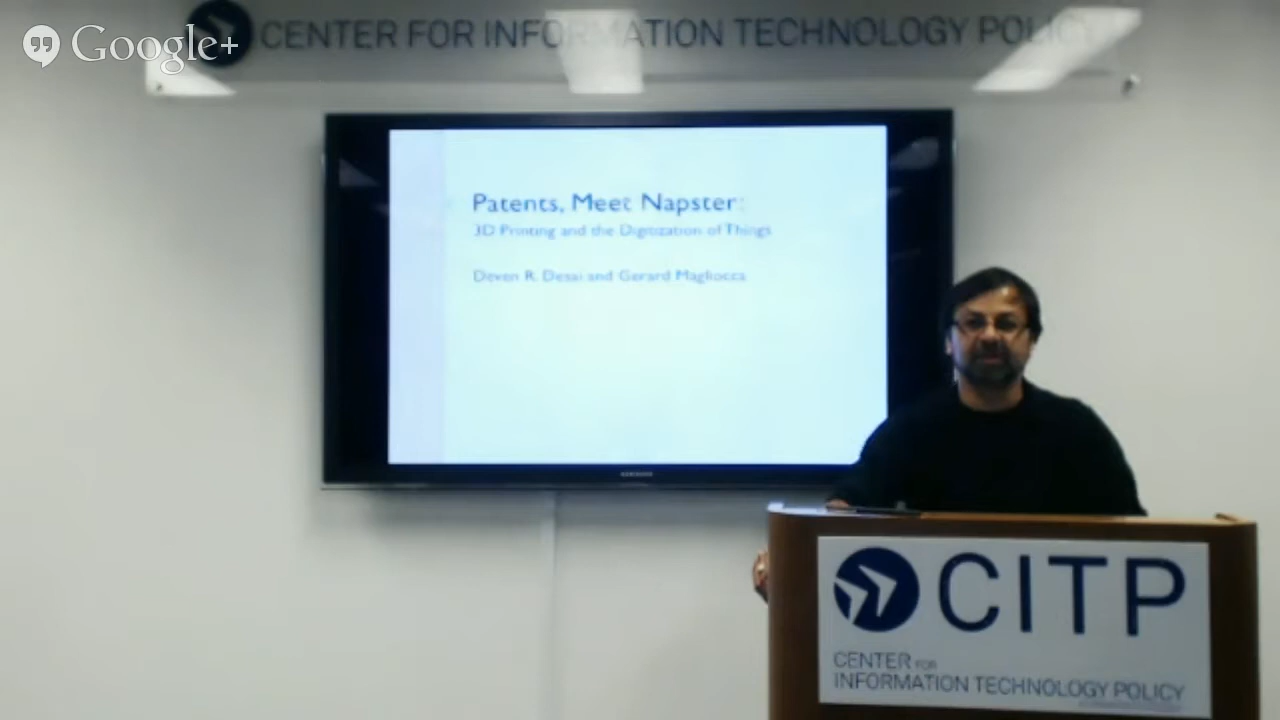 Google+
CENTER FOR INFORMATION TECHNOLOGY POLICY
Patents, Meet Napster:
3D Printing and the Digitization of Things
Deven R. Desai and Gerard Magliocca
SAMSUNG
CITP
CENTER FOR
INFORMATION TECHNOLOGY POLICY